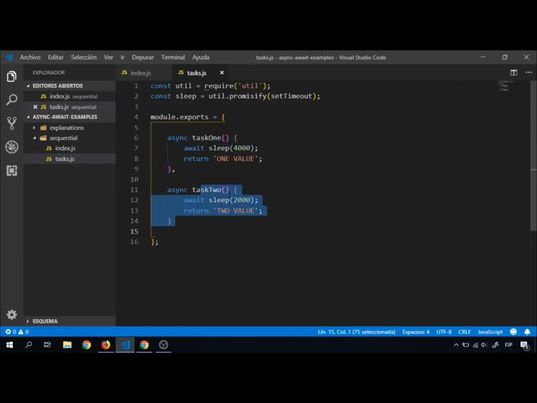 Archivo Editar Selección Ver Ir Depurar Terminal Ayuda tasks.js - async-await-examples - Visual Studio Code
EXPLORADOR
EDITORES ABIERTOS
JS index.js sequential
JS tasks.js sequential
ASYNC-AWAIT-EXAMPLES
explanations
sequential
JS index.js
JS tasks.js
ESQUEMA
JS index.js JS tasks.js
1 const util = require('util');
2 const sleep = util.promisify(setTimeout);
3
4 module.exports = {
5
6 async taskOne() {
7 await sleep(4000);
8 return 'ONE VALUE';
9 },
10
11 async taskTwo() {
12 await sleep(2000);
13 return 'TWO VALUE';
14 }
15
16 };
0 0 Lín. 15, Col. 1 (75 seleccionada) Espacios: 4 UTF-8 CRLF JavaScript
ESP